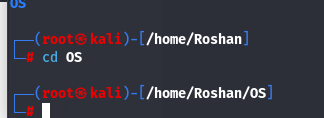 OS
┌──(root㉿kali)-[/home/Roshan]
└─# cd OS
┌──(root㉿kali)-[/home/Roshan/OS]
└─#